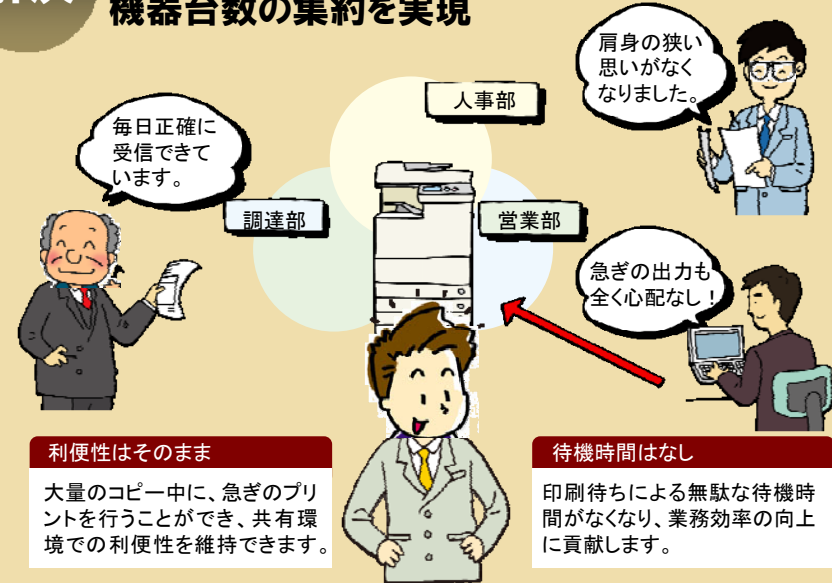 機器台数の集約を実現
肩身の狭い
思いがなく
なりました。
人事部
毎日正確に
受信できて
います。
調達部
営業部
急ぎの出力も
全く心配なし！
利便性はそのまま
大量のコピー中に、急ぎのプリ
ントを行うことができ、共有環
境での利便性を維持できます。
待機時間はなし
印刷待ちによる無駄な待機時
間がなくなり、業務効率の向上
に貢献します。